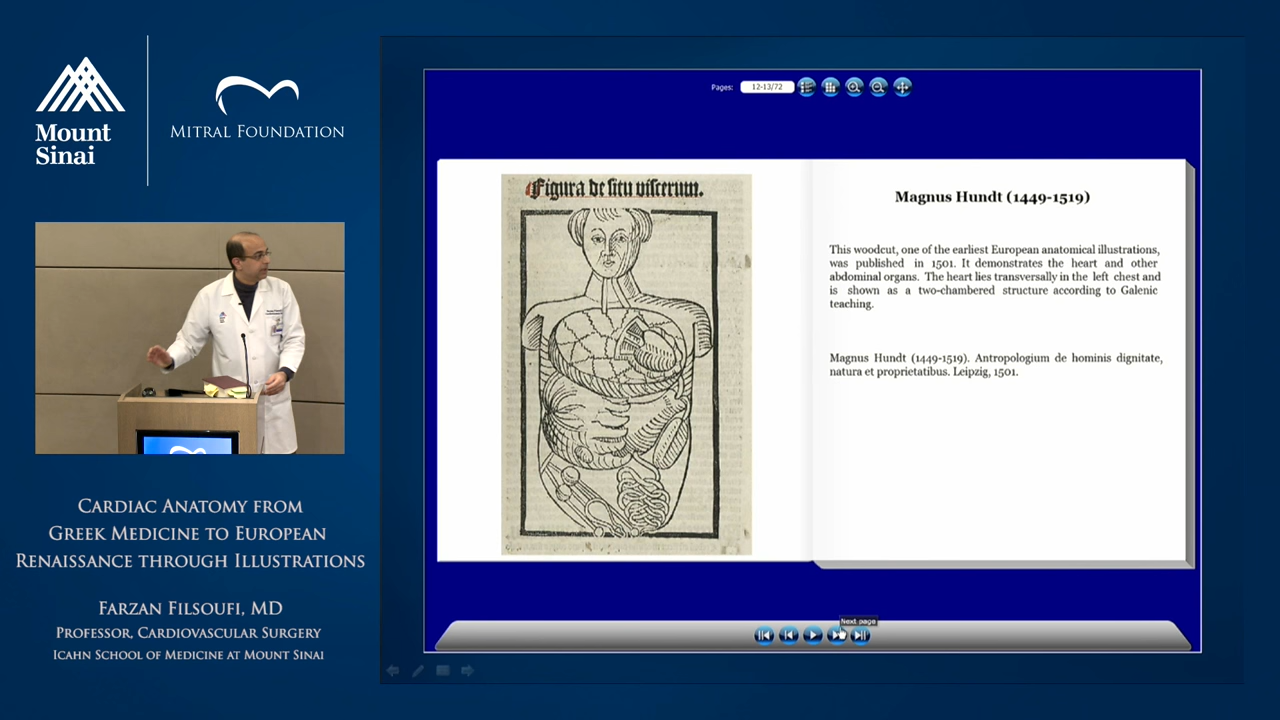 Mount
Sinai
MITRAL FOUNDATION
CARDIAC ANATOMY FROM
GREEK MEDICINE TO EUROPEAN
RENAISSANCE THROUGH ILLUSTRATIONS
FARZAN FILSOUFI, MD
PROFESSOR, CARDIOVASCULAR SURGERY
ICAHN SCHOOL OF MEDICINE AT MOUNT SINAI
Pages: 12-13/72
Figura de situ viscerum.
Magnus Hundt (1449-1519)
This woodcut, one of the earliest European anatomical illustrations,
was published in 1501. It demonstrates the heart and other
abdominal organs. The heart lies transversally in the left chest and
is shown as a two-chambered structure according to Galenic
teaching.
Magnus Hundt (1449-1519). Antropologium de hominis dignitate,
natura et proprietatibus. Leipzig, 1501.
Next page